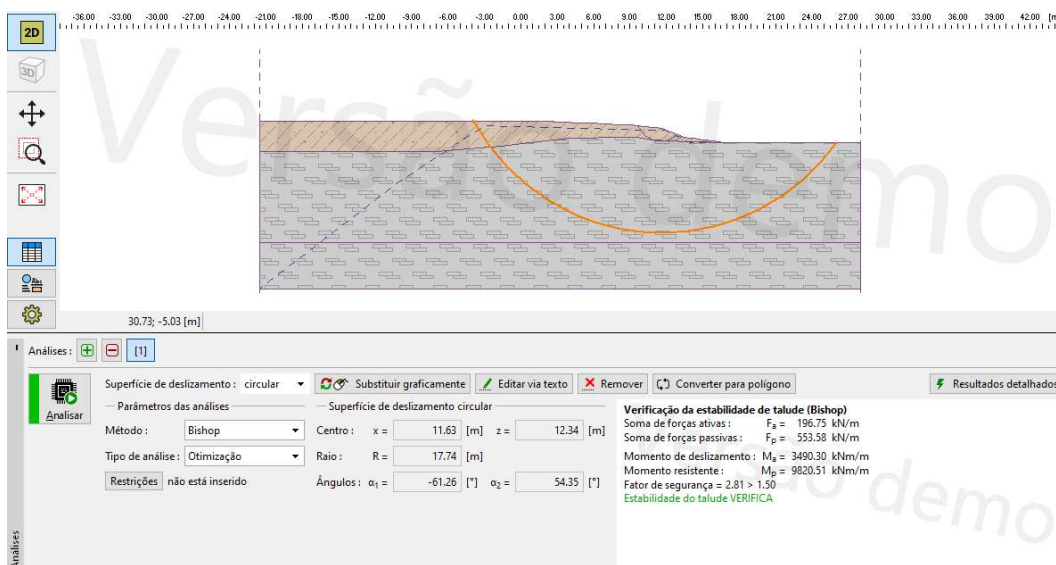 -36.00 -33.00 -30.00 -27.00 -24.00 -21.00 -18.00 -15.00 -12.00 -9.00 -6.00 -3.00 0.00 3.00 6.00 9.00 12.00 15.00 18.00 21.00 24.00 27.00 30.00 33.00 36.00 39.00 42.00 [m
2D
3D
Versão demo
30.73; -5.03 [m]
Análises : [1]
Analisar
Superfície de deslizamento : circular Substituir graficamente Editar via texto Remover Converter para polígono Resultados detalhados
Parâmetros das análises
Método : Bishop
Tipo de análise : Otimização
Restrições não está inserido
Superfície de deslizamento circular
Centro : x = 11.63 [m] z = 12.34 [m]
Raio : R = 17.74 [m]
Ângulos : α1 = -61.26 [°] α2 = 54.35 [°]
Verificação da estabilidade de talude (Bishop)
Soma de forças ativas : Fa = 196.75 kN/m
Soma de forças passivas : Fp = 553.58 kN/m
Momento de deslizamento : Ma = 3490.30 kNm/m
Momento resistente : Mp = 9820.51 kNm/m
Fator de segurança = 2.81 > 1.50
Estabilidade do talude VERIFICA
Versão demo
Análises